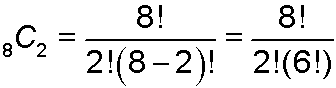 ₈C₂ = 8! / 2!(8 − 2)! = 8! / 2!(6!)